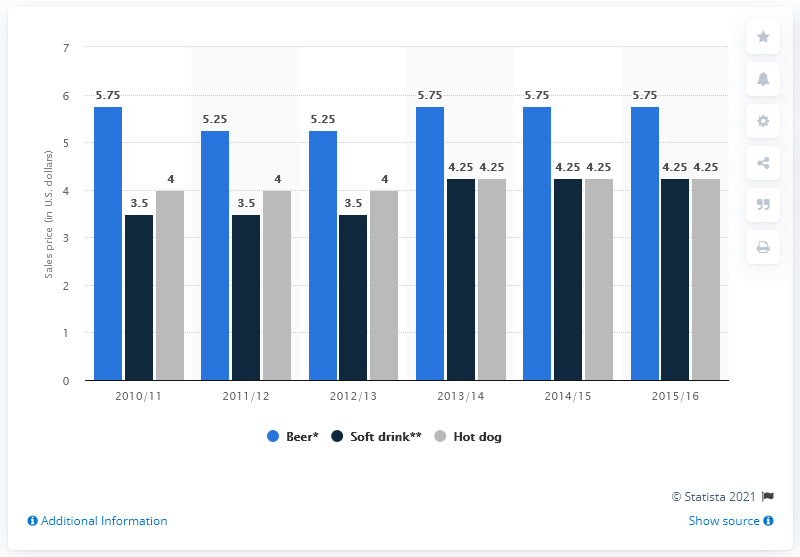 7
6
5
4
3
2
1
0
Sales price (in U.S. dollars)
5.75 3.5 4
5.25 3.5 4
5.25 3.5 4
5.75 4.25 4.25
5.75 4.25 4.25
5.75 4.25 4.25
2010/11 2011/12 2012/13 2013/14 2014/15 2015/16
Beer* Soft drink** Hot dog
© Statista 2021
Additional Information Show source